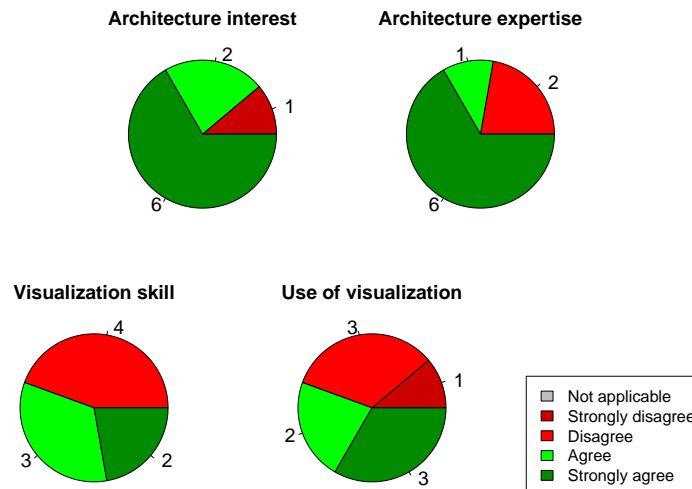 Architecture interest
Architecture expertise
2
1
6
1
2
6
Visualization skill
Use of visualization
4
3
2
3
1
2
3
Not applicable
Strongly disagree
Disagree
Agree
Strongly agree